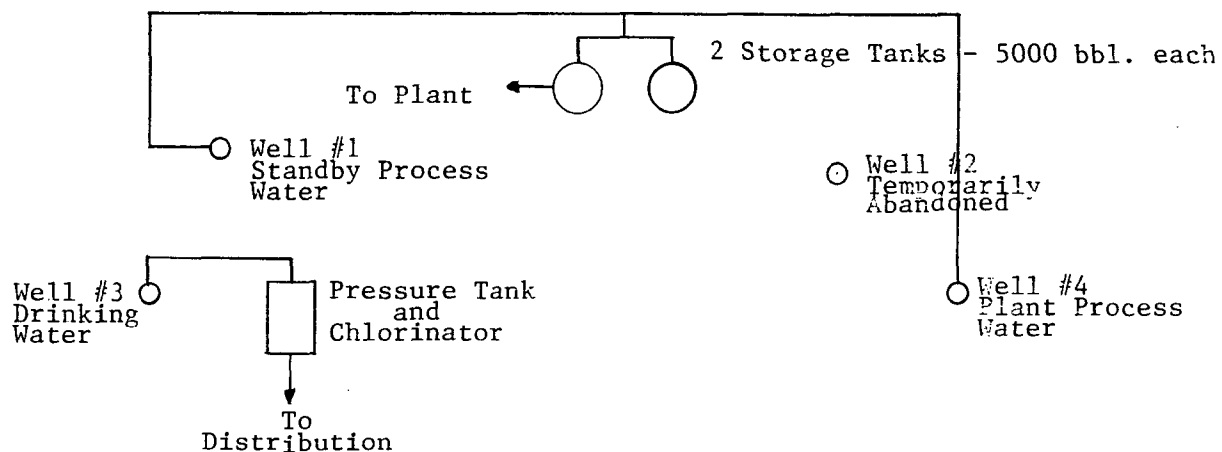 2 Storage Tanks - 5000 bbl. each
To Plant
Well #1
Standby Process
Water
Well #2
Temporarily
Abandoned
Well #3
Drinking
Water
Pressure Tank
and
Chlorinator
Well #4
Plant Process
Water
To
Distribution